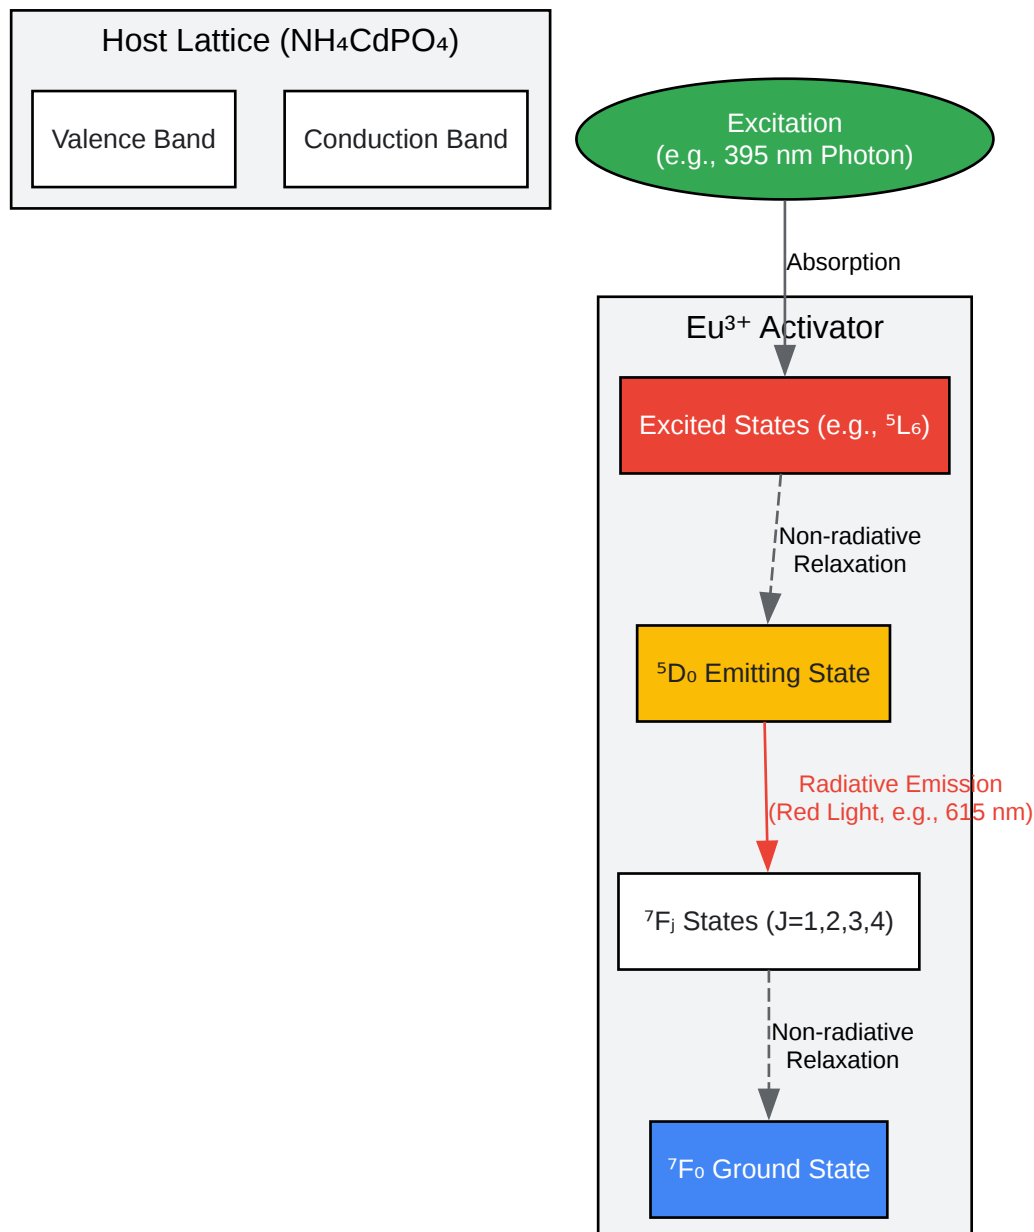 Host Lattice (NH₄CdPO₄)
Valence Band
Conduction Band
Excitation
(e.g., 395 nm Photon)
Absorption
Eu³⁺ Activator
Excited States (e.g., ⁵L₆)
Non-radiative
Relaxation
⁵D₀ Emitting State
Radiative Emission
(Red Light, e.g., 615 nm)
⁷Fⱼ States (J=1,2,3,4)
Non-radiative
Relaxation
⁷F₀ Ground State